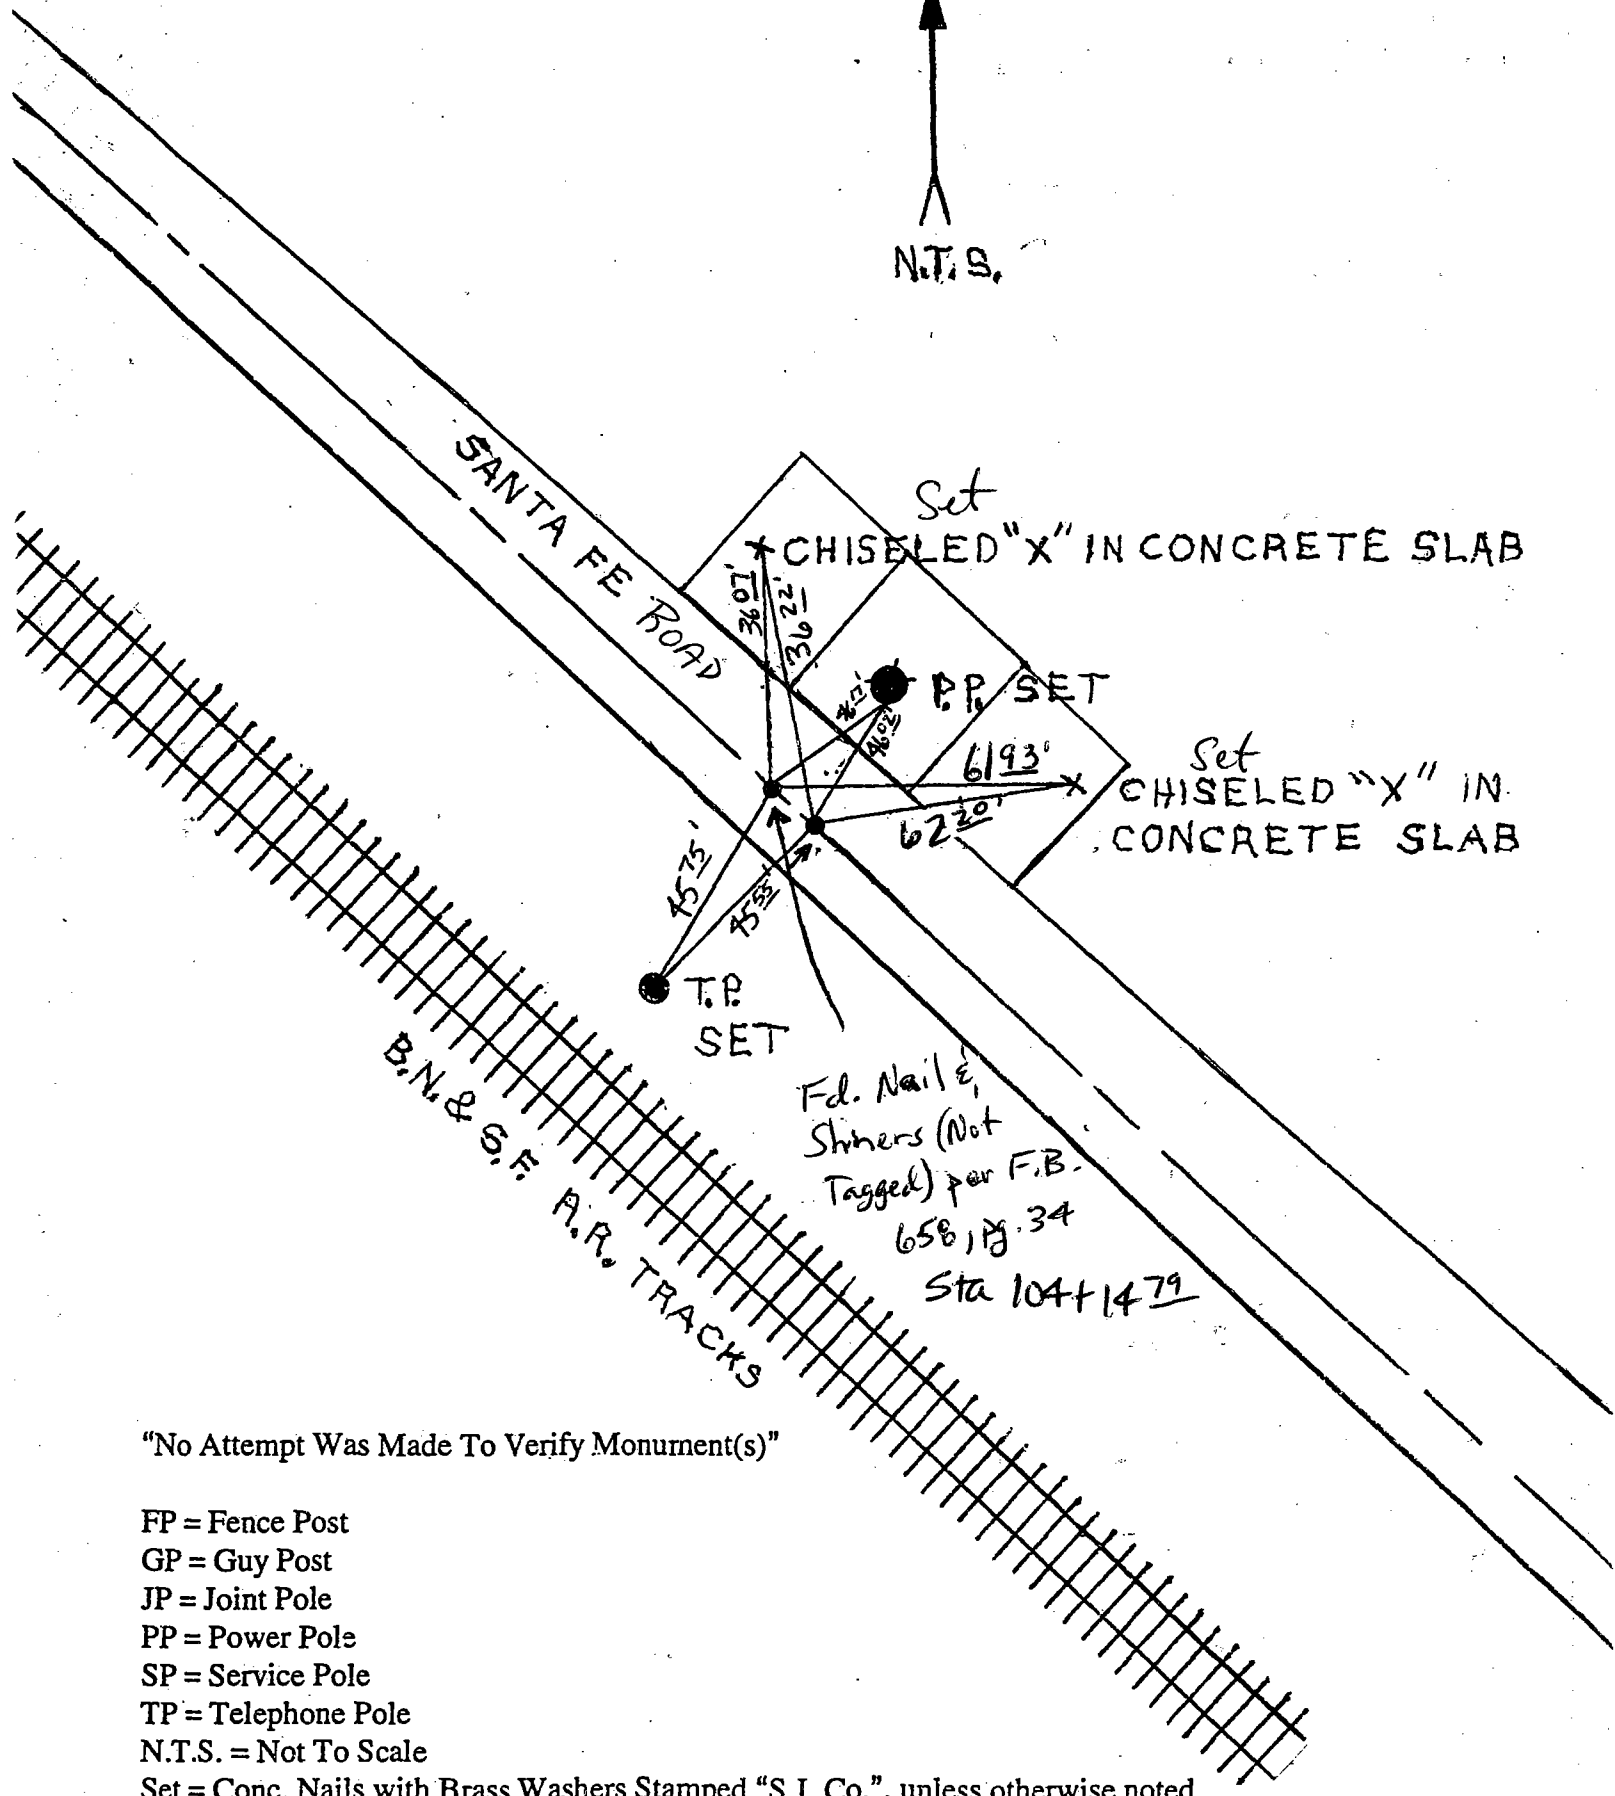 N.T.S.
SANTA FE ROAD
Set
CHISELED "X" IN CONCRETE SLAB
36 07'
36 22'
P.P. SET
46 02'
61 93'
62 20'
Set
CHISELED "X" IN
CONCRETE SLAB
45 75'
45 55'
T.P.
SET
B.N. & S.F. R.R. TRACKS
Fd. Nail &
Shiners (Not
Tagged) per F.B.
658, pg. 34
Sta 104+14 79
"No Attempt Was Made To Verify Monument(s)"
FP = Fence Post
GP = Guy Post
JP = Joint Pole
PP = Power Pole
SP = Service Pole
TP = Telephone Pole
N.T.S. = Not To Scale
Set = Conc. Nails with Brass Washers Stamped "S.J. Co.", unless otherwise noted